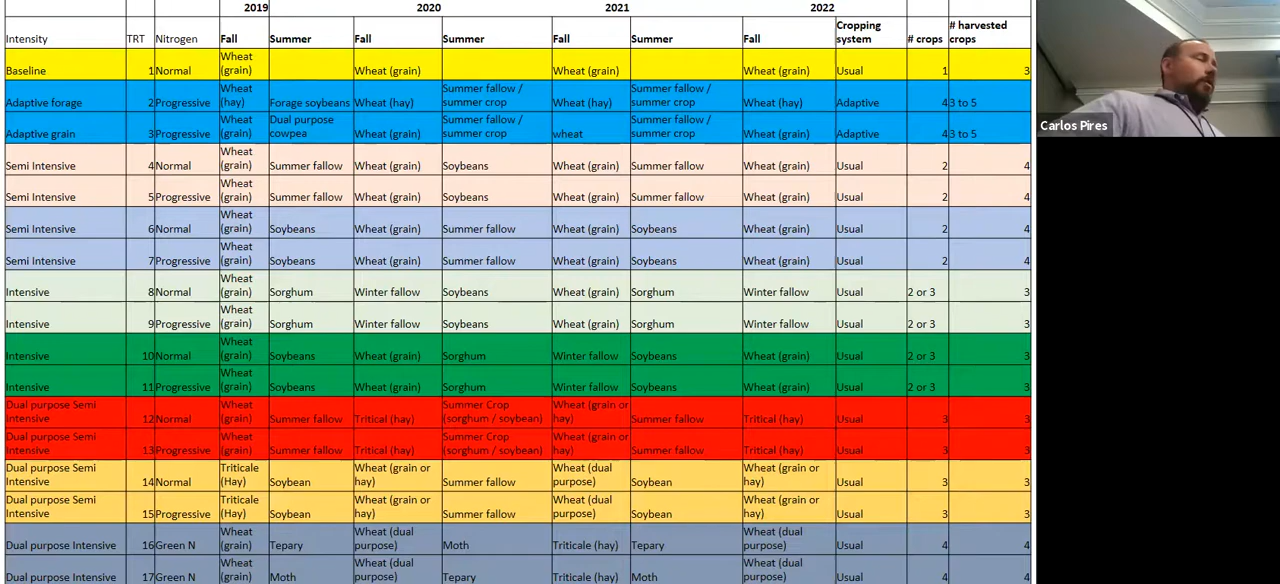 2019 2020 2021 2022
Intensity TRT Nitrogen Fall Summer Fall Summer Fall Summer Fall Cropping system # crops # harvested crops
Baseline 1 Normal Wheat (grain) Wheat (grain) Wheat (grain) Wheat (grain) Usual 1 3
Adaptive forage 2 Progressive Wheat (hay) Forage soybeans Wheat (hay) Summer fallow / summer crop Wheat (hay) Summer fallow / summer crop Wheat (hay) Adaptive 4 3 to 5
Adaptive grain 3 Progressive Wheat (grain) Dual purpose cowpea Wheat (grain) Summer fallow / summer crop wheat Summer fallow / summer crop Wheat (grain) Adaptive 4 3 to 5
Semi Intensive 4 Normal Wheat (grain) Summer fallow Wheat (grain) Soybeans Wheat (grain) Summer fallow Wheat (grain) Usual 2 4
Semi Intensive 5 Progressive Wheat (grain) Summer fallow Wheat (grain) Soybeans Wheat (grain) Summer fallow Wheat (grain) Usual 2 4
Semi Intensive 6 Normal Wheat (grain) Soybeans Wheat (grain) Summer fallow Wheat (grain) Soybeans Wheat (grain) Usual 2 4
Semi Intensive 7 Progressive Wheat (grain) Soybeans Wheat (grain) Summer fallow Wheat (grain) Soybeans Wheat (grain) Usual 2 4
Intensive 8 Normal Wheat (grain) Sorghum Winter fallow Soybeans Wheat (grain) Sorghum Winter fallow Usual 2 or 3 3
Intensive 9 Progressive Wheat (grain) Sorghum Winter fallow Soybeans Wheat (grain) Sorghum Winter fallow Usual 2 or 3 3
Intensive 10 Normal Wheat (grain) Soybeans Wheat (grain) Sorghum Winter fallow Soybeans Wheat (grain) Usual 2 or 3 3
Intensive 11 Progressive Wheat (grain) Soybeans Wheat (grain) Sorghum Winter fallow Soybeans Wheat (grain) Usual 2 or 3 3
Dual purpose Semi Intensive 12 Normal Wheat (grain) Summer fallow Tritical (hay) Summer Crop (sorghum / soybean) Wheat (grain or hay) Summer fallow Tritical (hay) Usual 3 3
Dual purpose Semi Intensive 13 Progressive Wheat (grain) Summer fallow Tritical (hay) Summer Crop (sorghum / soybean) Wheat (grain or hay) Summer fallow Tritical (hay) Usual 3 3
Dual purpose Semi Intensive 14 Normal Triticale (Hay) Soybean Wheat (grain or hay) Summer fallow Wheat (dual purpose) Soybean Wheat (grain or hay) Usual 3 3
Dual purpose Semi Intensive 15 Progressive Triticale (Hay) Soybean Wheat (grain or hay) Summer fallow Wheat (dual purpose) Soybean Wheat (grain or hay) Usual 3 3
Dual purpose Intensive 16 Green N Wheat (grain) Tepary Wheat (dual purpose) Moth Triticale (hay) Tepary Wheat (dual purpose) Usual 4 4
Dual purpose Intensive 17 Green N Wheat (grain) Moth Wheat (dual purpose) Tepary Triticale (hay) Moth Wheat (dual purpose) Usual 4 4
Carlos Pires